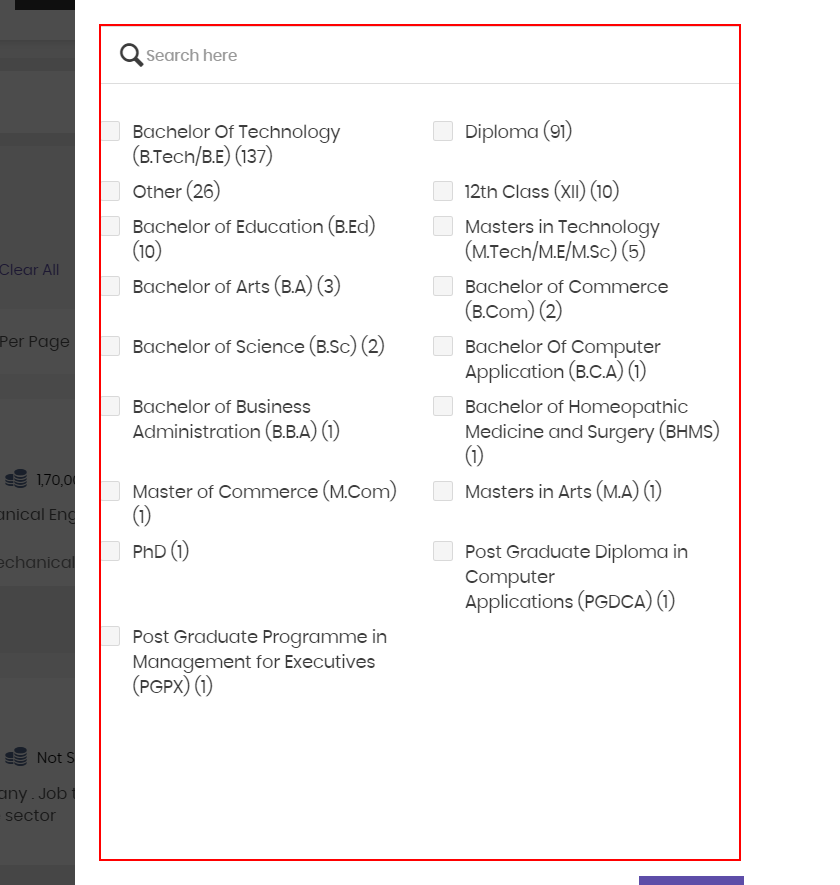 Search here
Bachelor Of Technology
(B.Tech/B.E) (137)
Diploma (91)
Other (26)
12th Class (XII) (10)
Bachelor of Education (B.Ed)
(10)
Masters in Technology
(M.Tech/M.E/M.Sc) (5)
Bachelor of Arts (B.A) (3)
Bachelor of Commerce
(B.Com) (2)
Bachelor of Science (B.Sc) (2)
Bachelor Of Computer
Application (B.C.A) (1)
Bachelor of Business
Administration (B.B.A) (1)
Bachelor of Homeopathic
Medicine and Surgery (BHMS)
(1)
Master of Commerce (M.Com)
(1)
Masters in Arts (M.A) (1)
PhD (1)
Post Graduate Diploma in
Computer
Applications (PGDCA) (1)
Post Graduate Programme in
Management for Executives
(PGPX) (1)
Clear All
Per Page
1,70,0
Not S
any . Job
sector